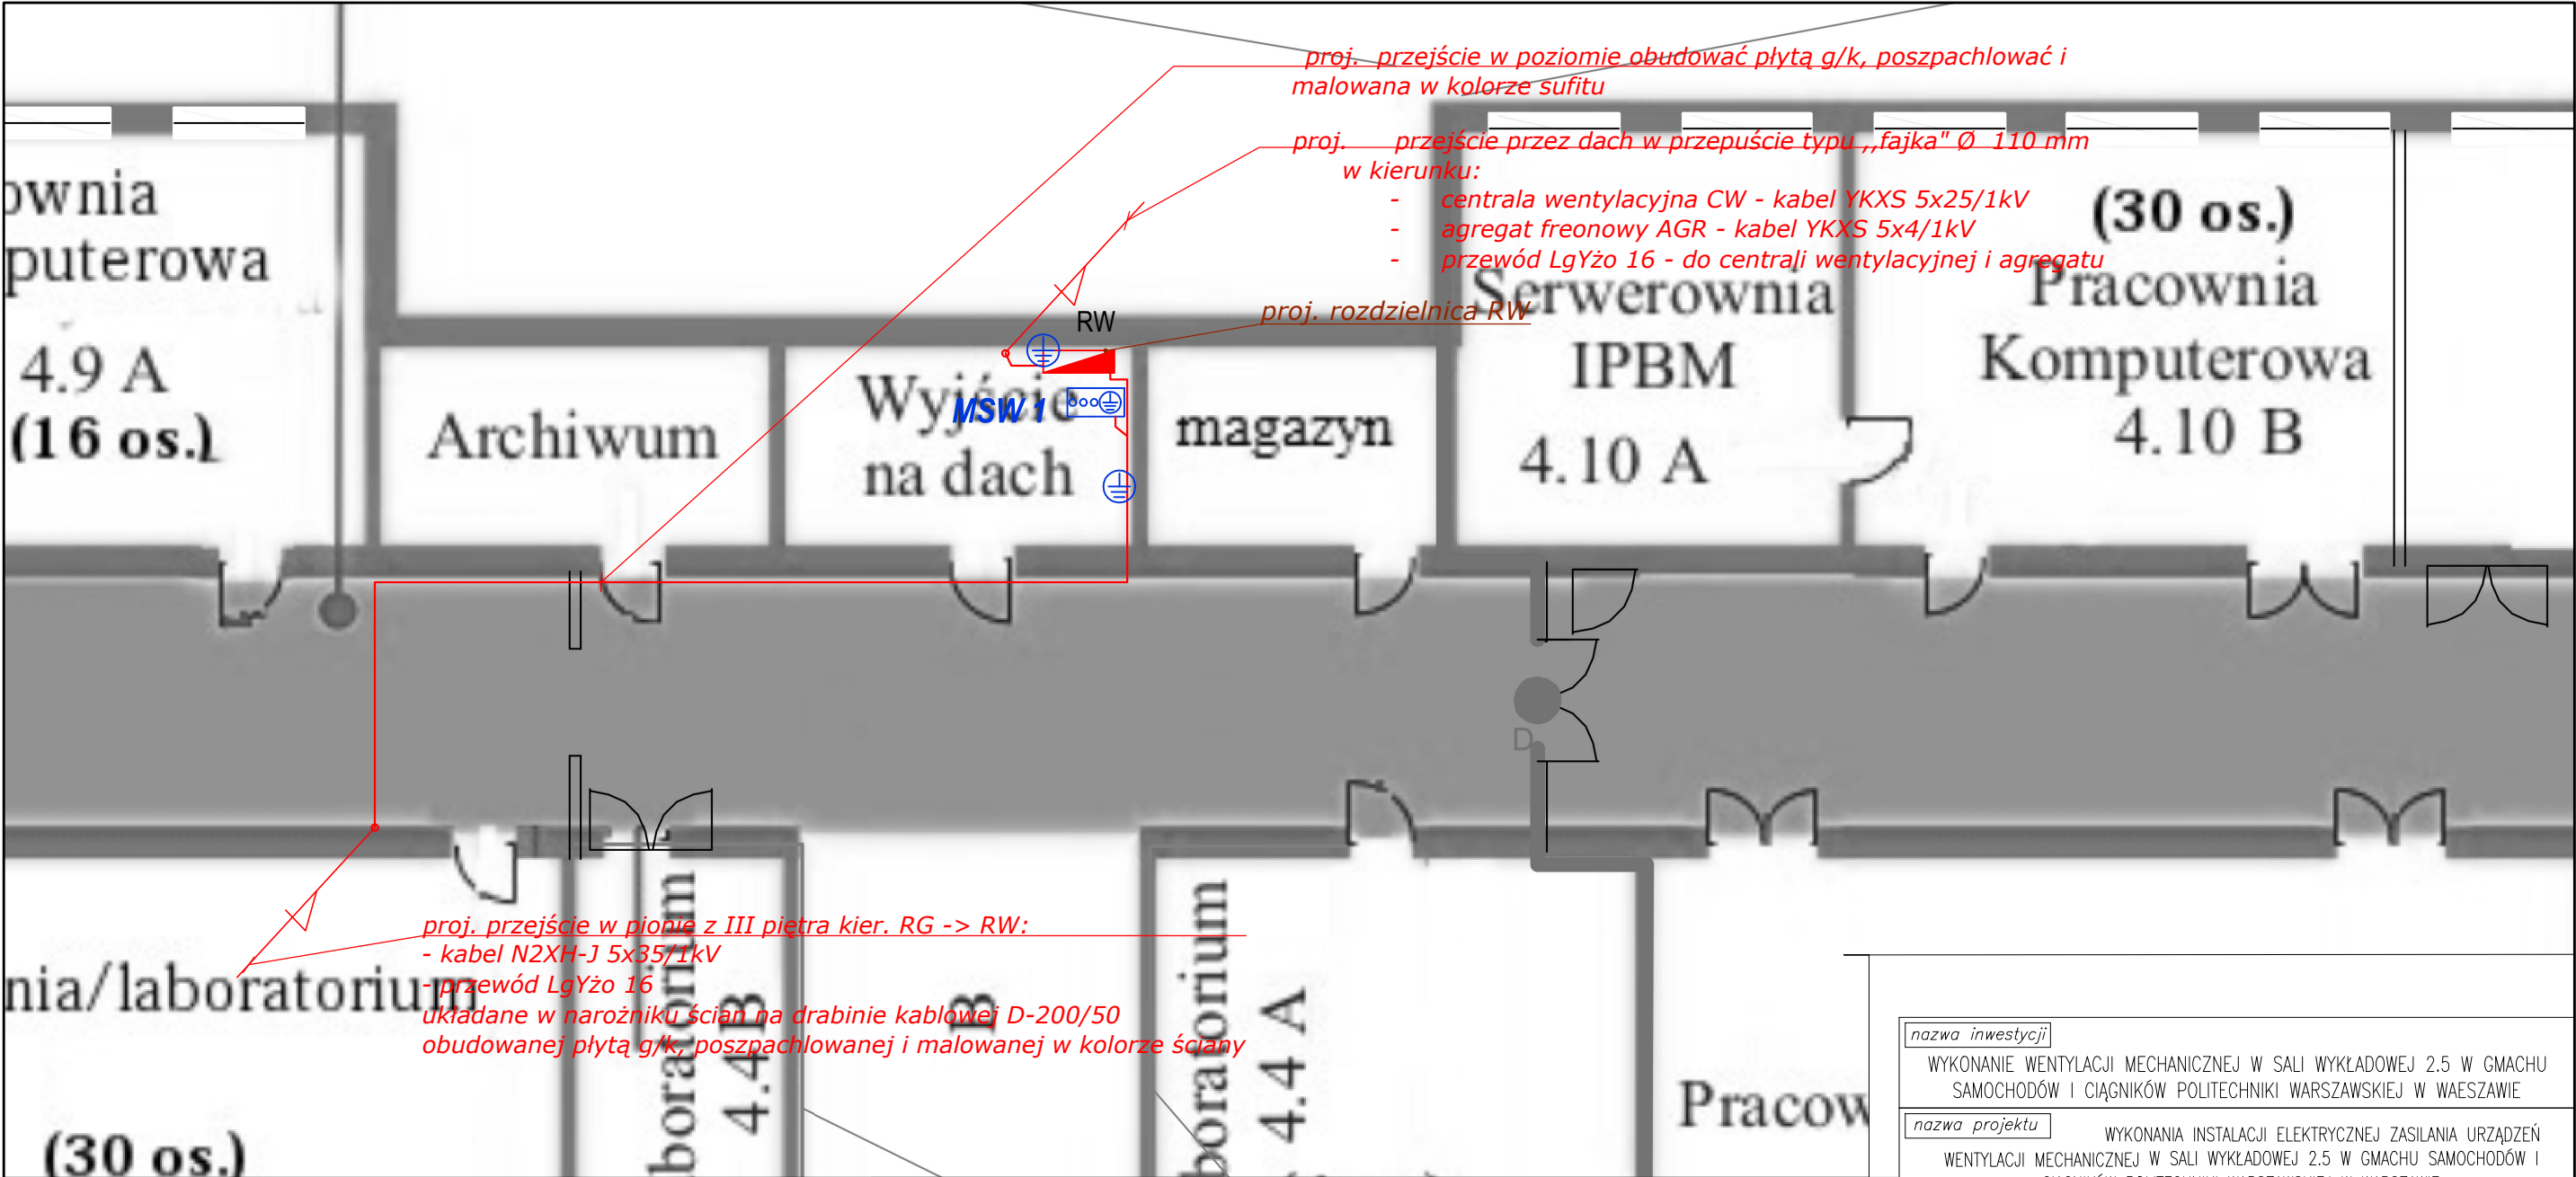 proj. przejście w poziomie obudować płytą g/k, poszpachlować i
malowana w kolorze sufitu
proj. przejście przez dach w przepuście typu ,,fajka" Ø 110 mm
w kierunku:
- centrala wentylacyjna CW - kabel YKXS 5x25/1kV
- agregat freonowy AGR - kabel YKXS 5x4/1kV
- przewód LgYżo 16 - do centrali wentylacyjnej i agregatu
proj. rozdzielnica RW
RW
ownia
puterowa
4.9 A
(16 os.)
Archiwum
Wyjście
na dach
MSW 1
magazyn
Serwerownia
IPBM
4.10 A
(30 os.)
Pracownia
Komputerowa
4.10 B
D
proj. przejście w pionie z III piętra kier. RG -> RW:
- kabel N2XH-J 5x35/1kV
- przewód LgYżo 16
układane w narożniku ścian na drabinie kablowej D-200/50
obudowanej płytą g/k, poszpachlowanej i malowanej w kolorze ściany
nia/laboratorium
(30 os.)
boratorium
4.4B
B
boratorium
4.4 A
Pracow
nazwa inwestycji
WYKONANIE WENTYLACJI MECHANICZNEJ W SALI WYKŁADOWEJ 2.5 W GMACHU
SAMOCHODÓW I CIĄGNIKÓW POLITECHNIKI WARSZAWSKIEJ W WAESZAWIE
nazwa projektu
WYKONANIA INSTALACJI ELEKTRYCZNEJ ZASILANIA URZĄDZEŃ
WENTYLACJI MECHANICZNEJ W SALI WYKŁADOWEJ 2.5 W GMACHU SAMOCHODÓW I